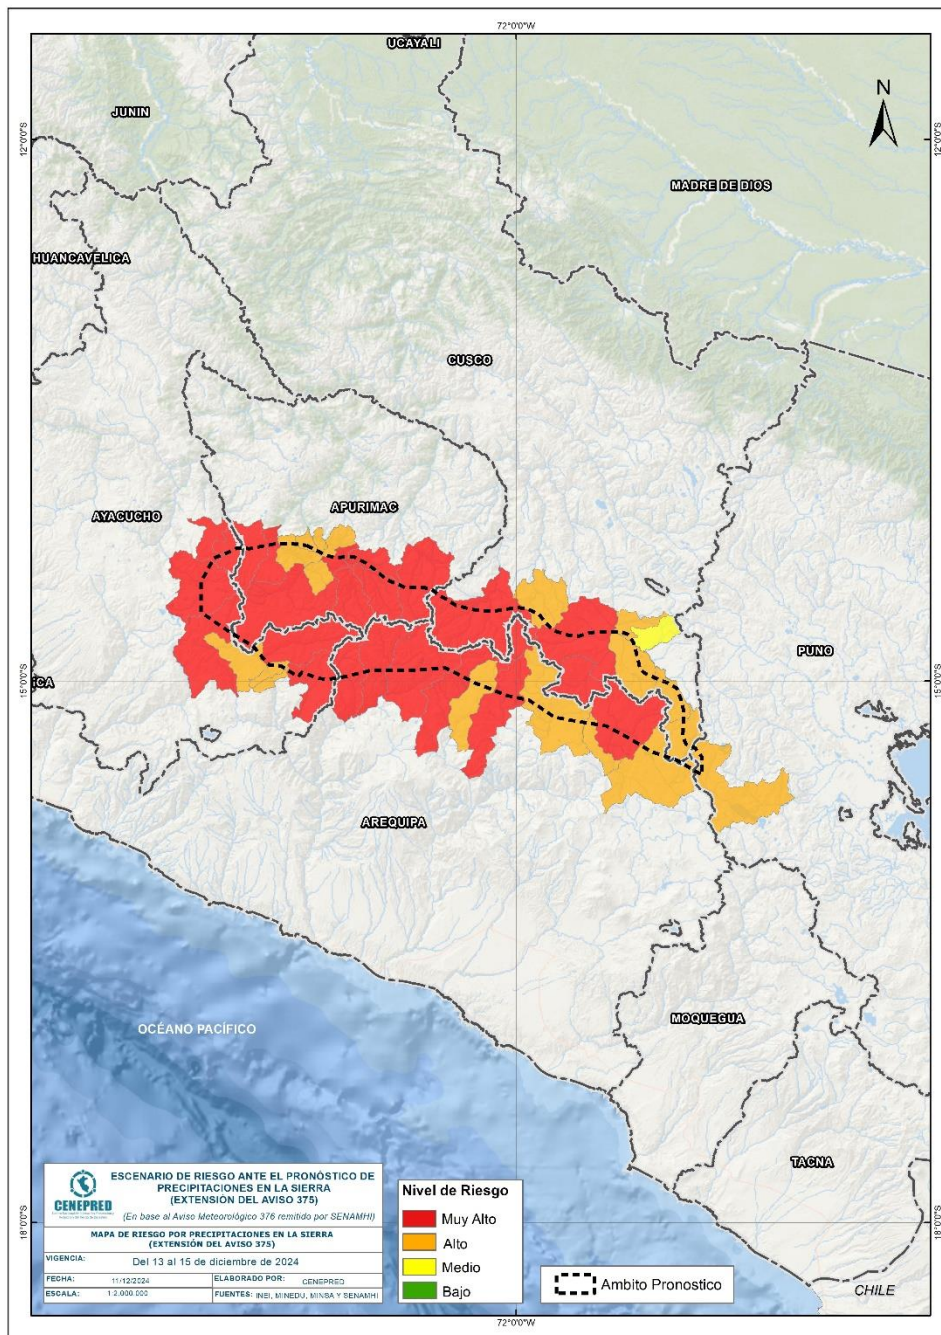 72°0'0"W
UCAYALI
JUNIN
N
12°0'0"S
12°0'0"S
MADRE DE DIOS
HUANCAVELICA
CUSCO
AYACUCHO
APURIMAC
PUNO
ICA
15°0'0"S
15°0'0"S
AREQUIPA
MOQUEGUA
OCÉANO PACÍFICO
TACNA
18°0'0"S
18°0'0"S
CENEPRED
ESCENARIO DE RIESGO ANTE EL PRONÓSTICO DE
PRECIPITACIONES EN LA SIERRA
(EXTENSIÓN DEL AVISO 375)
(En base al Aviso Meteorológico 376 remitido por SENAMHI)
MAPA DE RIESGO POR PRECIPITACIONES EN LA SIERRA
(EXTENSIÓN DEL AVISO 375)
VIGENCIA: Del 13 al 15 de diciembre de 2024
FECHA: 11/12/2024 ELABORADO POR: CENEPRED
ESCALA: 1:2,000,000 FUENTES: INEI, MINEDU, MINSA Y SENAMHI
Nivel de Riesgo
Muy Alto
Alto
Medio
Bajo
Ambito Pronostico
CHILE
72°0'0"W